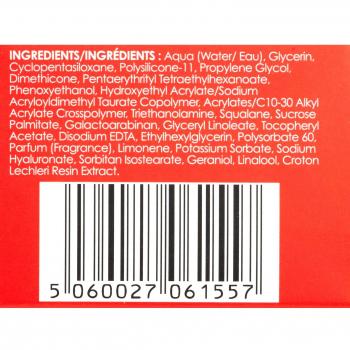 INGREDIENTS/INGRÉDIENTS : Aqua (Water/ Eau), Glycerin,
Cyclopentasiloxane, Polysilicone-11, Propylene Glycol,
Dimethicone, Pentaerythrityl Tetraethylhexanoate,
Phenoxyethanol, Hydroxyethyl Acrylate/Sodium
Acryloyldimethyl Taurate Copolymer, Acrylates/C10-30 Alkyl
Acrylate Crosspolymer, Triethanolamine, Squalane, Sucrose
Palmitate, Galactoarabinan, Glyceryl Linoleate, Tocopheryl
Acetate, Disodium EDTA, Ethylhexylglycerin, Polysorbate 60,
Parfum (Fragrance), Limonene, Potassium Sorbate, Sodium
Hyaluronate, Sorbitan Isostearate, Geraniol, Linalool, Croton
Lechleri Resin Extract.
5 060027 061557